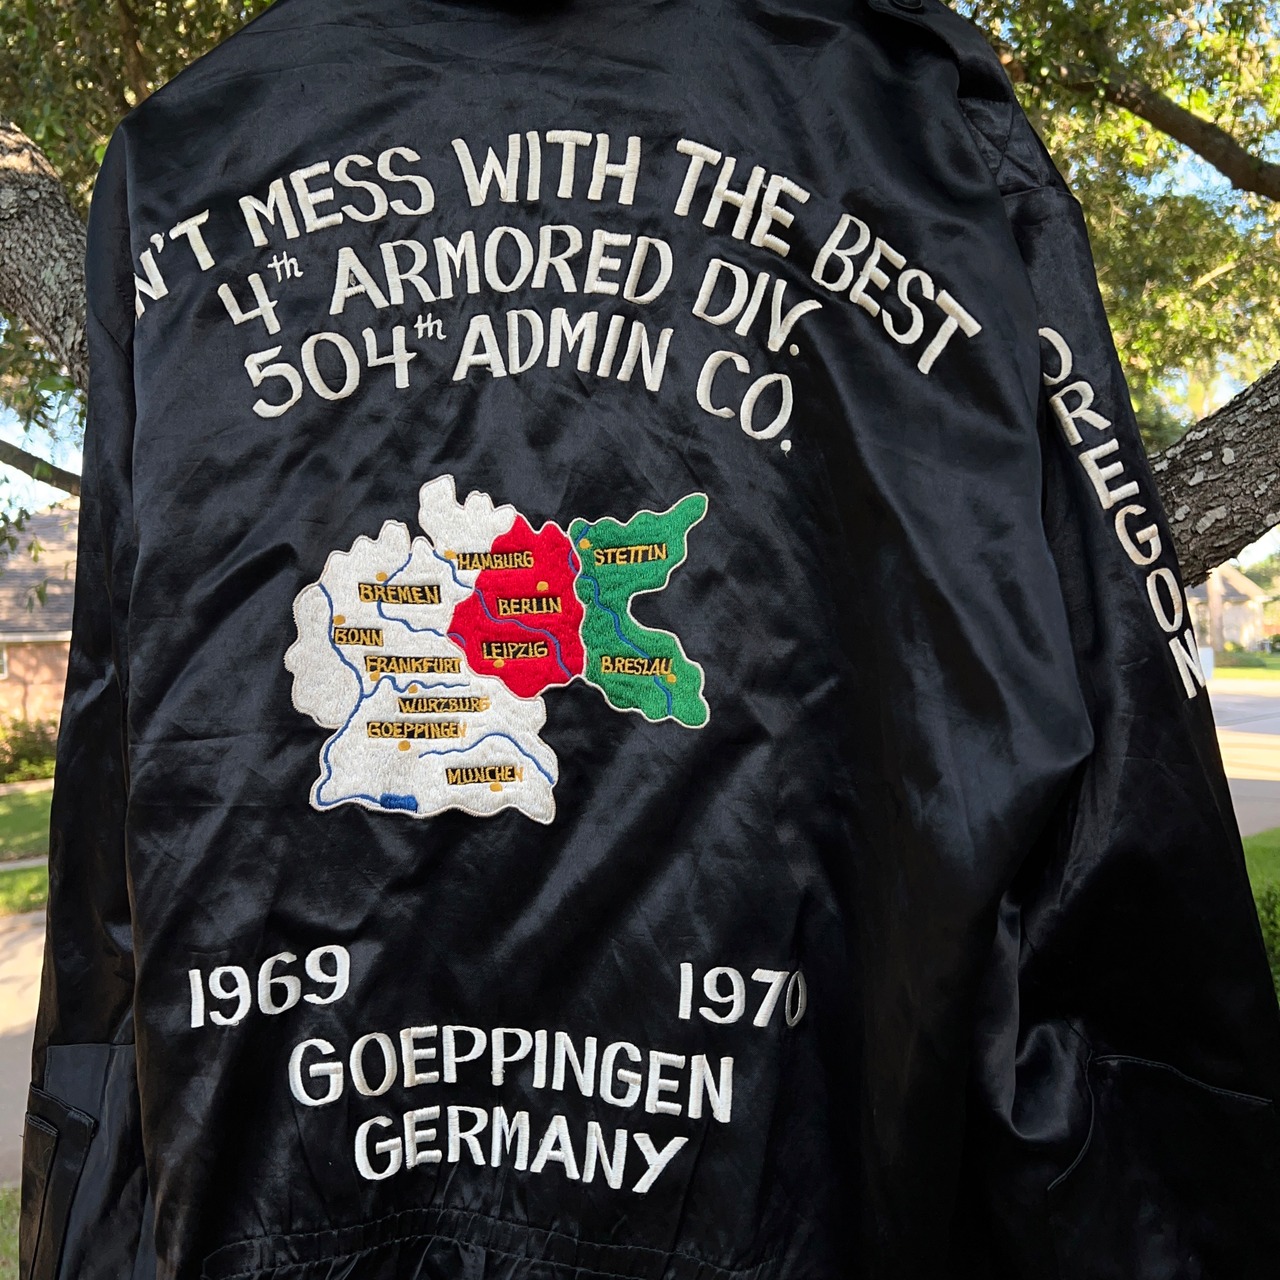 N'T MESS WITH THE BEST
4th ARMORED DIV.
504th ADMIN CO.
OREGON
HAMBURG
STETTIN
BREMEN
BERLIN
BONN
LEIPZIG
FRANKFURT
BRESLAU
WURZBURG
GOEPPINGEN
MUNCHEN
1969 1970
GOEPPINGEN
GERMANY